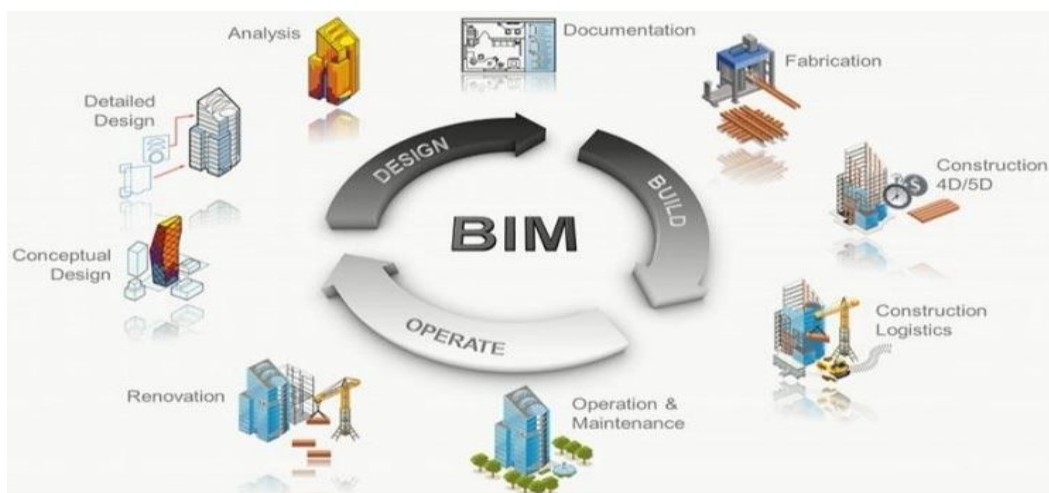 Analysis
Documentation
Fabrication
Detailed
Design
Construction
4D/5D
Conceptual
Design
Construction
Logistics
Renovation
Operation &
Maintenance
DESIGN
BUILD
OPERATE
BIM
$